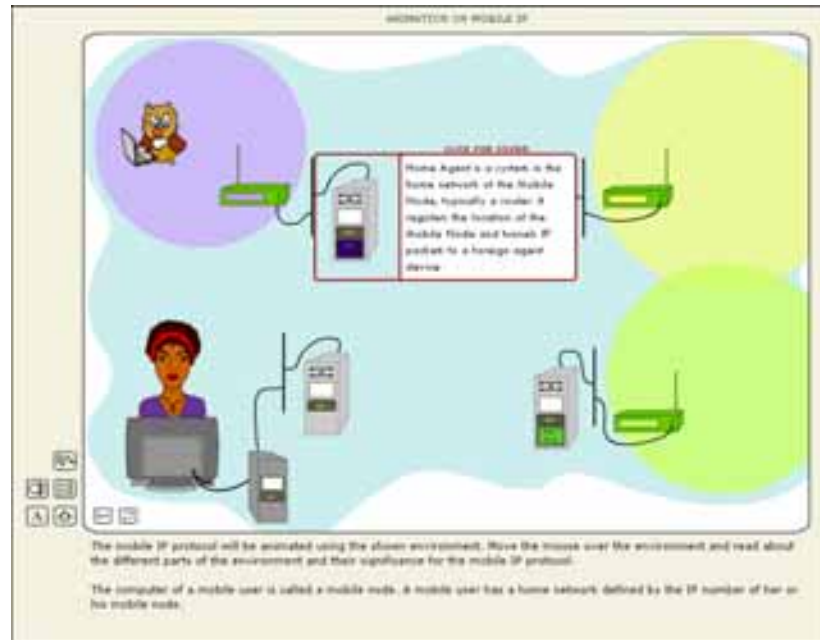 ANIMATION ON MOBILE IP
CLICK FOR COVER
Home Agent is a system in the
home network of the Mobile
Node, typically a router. It
registers the location of the
Mobile Node and tunnels IP
packet to a foreign agent
device
The mobile IP protocol will be animated using the shown environment. Move the mouse over the environment and read about
the different parts of the environment and their significance for the mobile IP protocol.
The computer of a mobile user is called a mobile node. A mobile user has a home network defined by the IP number of her or
his mobile node.